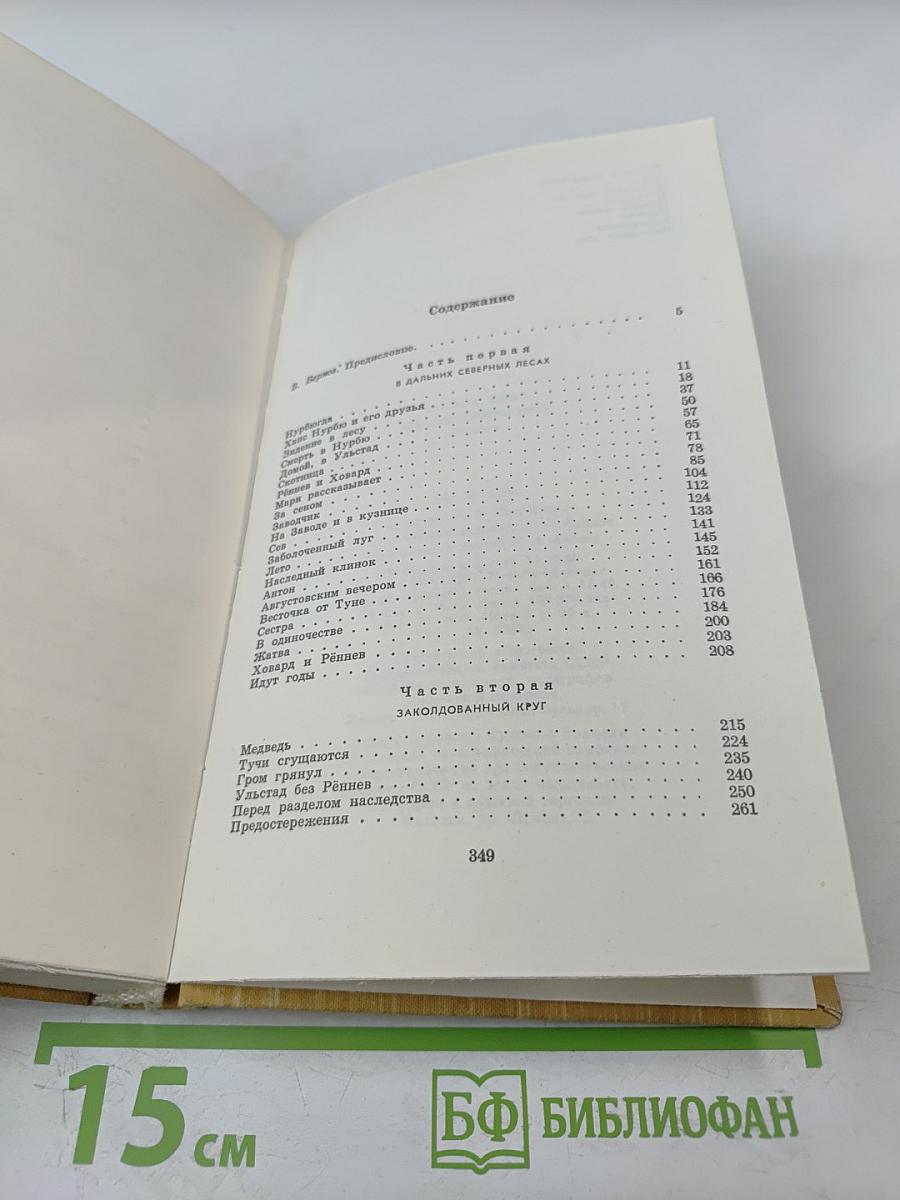 Содержание
В. Берков. Предисловие. . . . . . . . . . . . . . . . . 5
Часть первая
В ДАЛЬНИХ СЕВЕРНЫХ ЛЕСАХ
Нурбюгда . . . . . . . . . . . . . . . . 11
Ханс Нурбю и его друзья . . . . . . . . . . . . 18
Видение в лесу . . . . . . . . . . . . . . . 37
Смерть в Нурбю . . . . . . . . . . . . . . . 50
Домой, в Ульстад . . . . . . . . . . . . . . 57
Скотница . . . . . . . . . . . . . . . . . 65
Рённев и Ховард . . . . . . . . . . . . . . 71
Мари рассказывает . . . . . . . . . . . . . . 78
За сеном . . . . . . . . . . . . . . . . . 85
Заводчик . . . . . . . . . . . . . . . . . 104
На Заводе и в кузнице . . . . . . . . . . . . 112
Сев . . . . . . . . . . . . . . . . . . . 124
Заболоченный луг . . . . . . . . . . . . . . 133
Лето . . . . . . . . . . . . . . . . . . . 141
Наследный клинок . . . . . . . . . . . . . . 145
Антон . . . . . . . . . . . . . . . . . . 152
Августовским вечером . . . . . . . . . . . . . 161
Весточка от Туне . . . . . . . . . . . . . . 166
Сестра . . . . . . . . . . . . . . . . . . 176
В одиночестве . . . . . . . . . . . . . . . 184
Жатва . . . . . . . . . . . . . . . . . . 200
Ховард и Рённев . . . . . . . . . . . . . . 203
Идут годы . . . . . . . . . . . . . . . . . 208
Часть вторая
ЗАКОЛДОВАННЫЙ КРУГ
Медведь . . . . . . . . . . . . . . . . . 215
Тучи сгущаются . . . . . . . . . . . . . . . 224
Гром грянул . . . . . . . . . . . . . . . . 235
Ульстад без Рённев . . . . . . . . . . . . . 240
Перед разделом наследства . . . . . . . . . . . 250
Предостережения . . . . . . . . . . . . . . 261
349
15 см
БФ БИБЛИОФАН